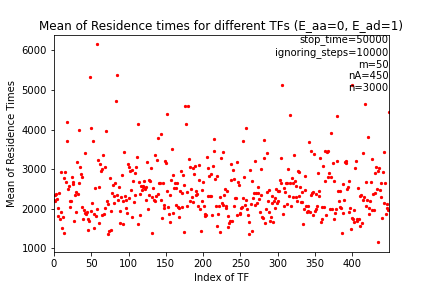 Mean of Residence times for different TFs (E_aa=0, E_ad=1)
stop_time=50000
ignoring_steps=10000
m=50
nA=450
n=3000
Mean of Residence Times
6000
5000
4000
3000
2000
1000
0 50 100 150 200 250 300 350 400
Index of TF